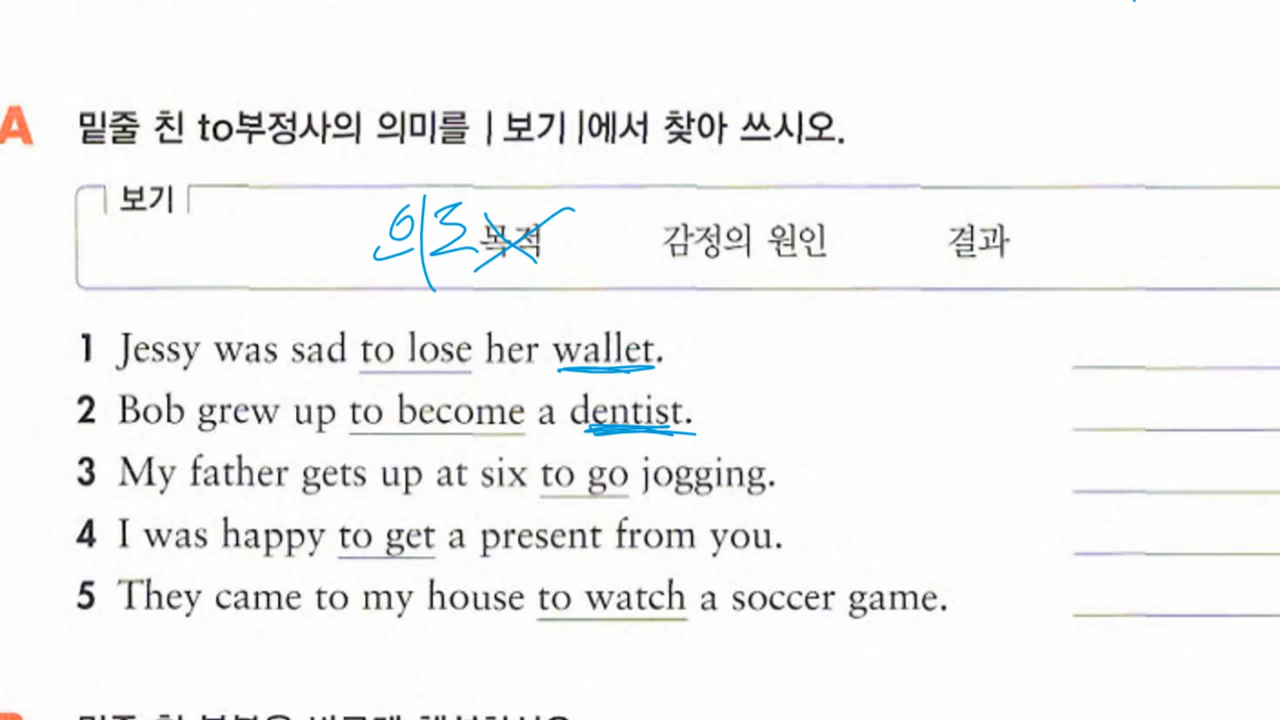 A 밑줄 친 to부정사의 의미를 | 보기 |에서 찾아 쓰시오.
보기
의도 목적 감정의 원인 결과
1 Jessy was sad to lose her wallet.
2 Bob grew up to become a dentist.
3 My father gets up at six to go jogging.
4 I was happy to get a present from you.
5 They came to my house to watch a soccer game.